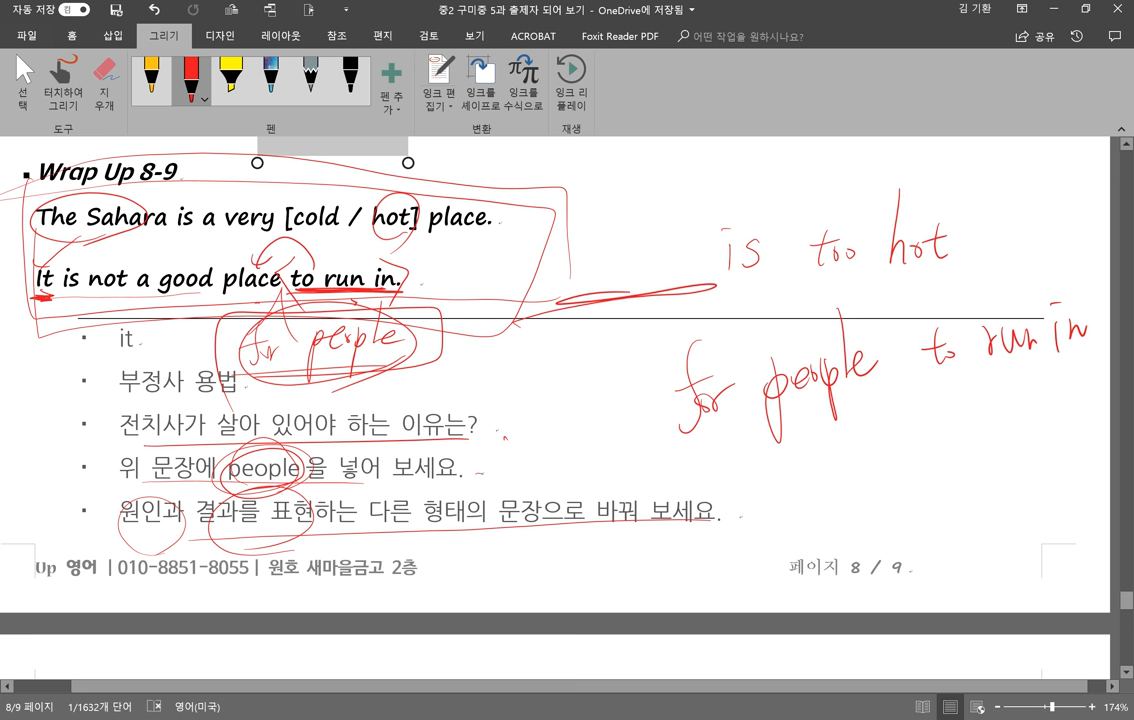 자동 저장 컴
중2 구미중 5과 출제자 되어 보기 - OneDrive에 저장됨
김 기환
파일 홈 삽입 그리기 디자인 레이아웃 참조 편지 검토 보기 ACROBAT Foxit Reader PDF 어떤 작업을 원하시나요? 공유
선택 터치하여 그리기 지우개 펜 추가 잉크 편집기 잉크를 셰이프로 잉크를 수식으로 잉크 리플레이
도구 펜 변환 재생
▪ Wrap Up 8-9
The Sahara is a very [cold / hot] place.
is too hot
It is not a good place to run in.
for people
for people to run in
· it
· 부정사 용법
· 전치사가 살아 있어야 하는 이유는?
· 위 문장에 people을 넣어 보세요.
· 원인과 결과를 표현하는 다른 형태의 문장으로 바꿔 보세요.
Up 영어 | 010-8851-8055 | 원호 새마을금고 2층
페이지 8 / 9
8/9 페이지 1/1632개 단어 영어(미국) 174%